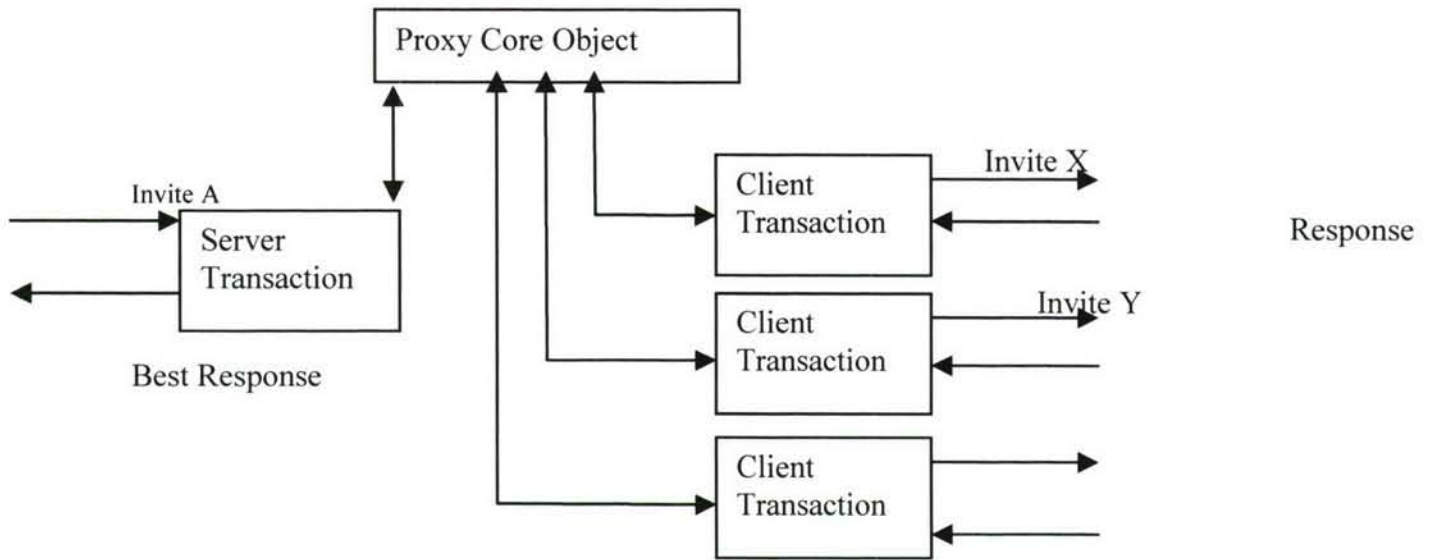 Proxy Core Object
Invite A
Server
Transaction
Best Response
Client
Transaction
Invite X
Response
Client
Transaction
Invite Y
Client
Transaction